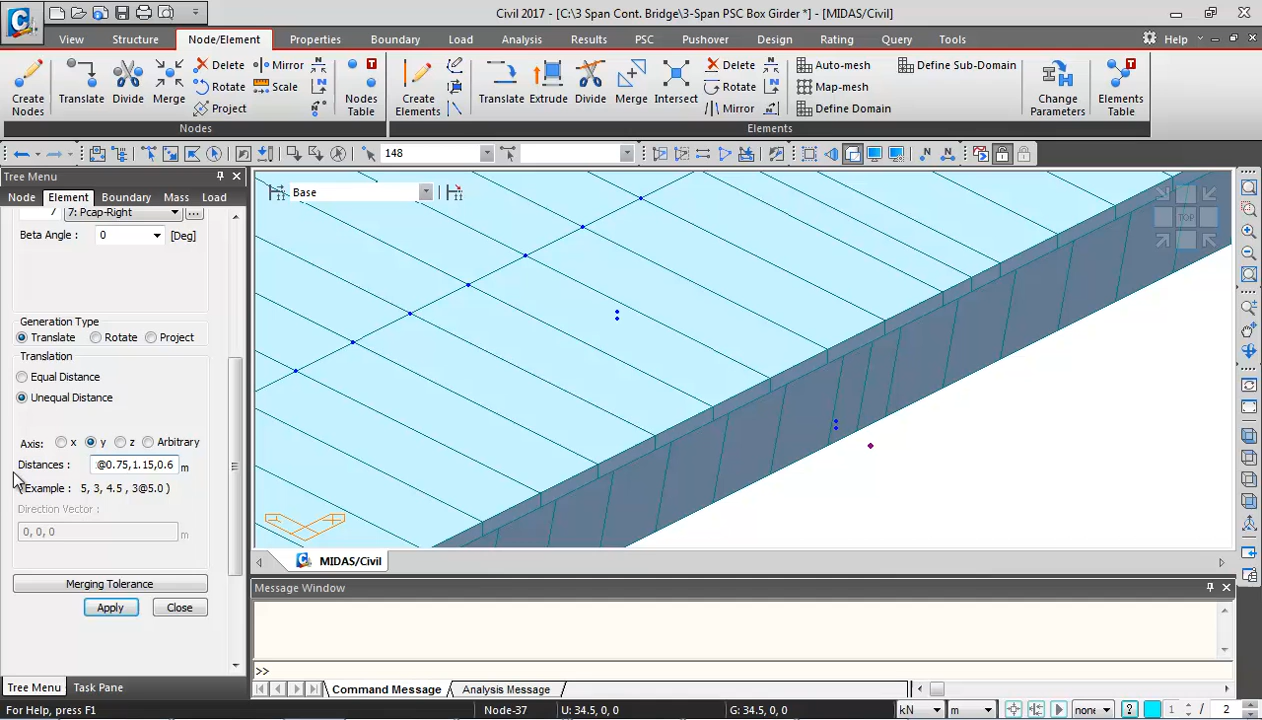 Civil 2017 - [C:\3 Span Cont. Bridge\3-Span PSC Box Girder *] - [MIDAS/Civil]
View Structure Node/Element Properties Boundary Load Analysis Results PSC Pushover Design Rating Query Tools Help
Create Nodes Translate Divide Merge Delete Rotate Project Mirror Scale Nodes Table
Create Elements Translate Extrude Divide Merge Intersect Delete Rotate Mirror Auto-mesh Map-mesh Define Domain Define Sub-Domain Change Parameters Elements Table
Nodes Elements
148
Tree Menu
Node Element Boundary Mass Load
Base
TOP
7 7: Pcap-Right ...
Beta Angle : 0 [Deg]
Generation Type
Translate Rotate Project
Translation
Equal Distance
Unequal Distance
Axis: x y z Arbitrary
Distances : @0.75,1.15,0.6 m
Example : 5, 3, 4.5 , 3@5.0 )
Direction Vector :
0, 0, 0 m
Merging Tolerance
Apply Close
MIDAS/Civil
Message Window
>>
Tree Menu Task Pane
Command Message Analysis Message
For Help, press F1 Node-37 U: 34.5, 0, 0 G: 34.5, 0, 0 kN m none ? 1 / 2